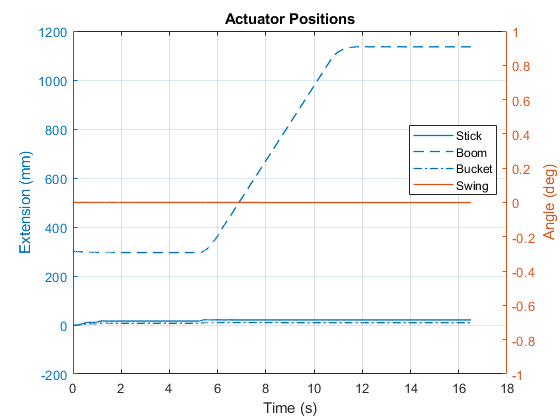 Actuator Positions
1200
1000
800
600
400
200
0
-200
Extension (mm)
1
0.8
0.6
0.4
0.2
0
-0.2
-0.4
-0.6
-0.8
-1
Angle (deg)
Stick
Boom
Bucket
Swing
0 2 4 6 8 10 12 14 16 18
Time (s)